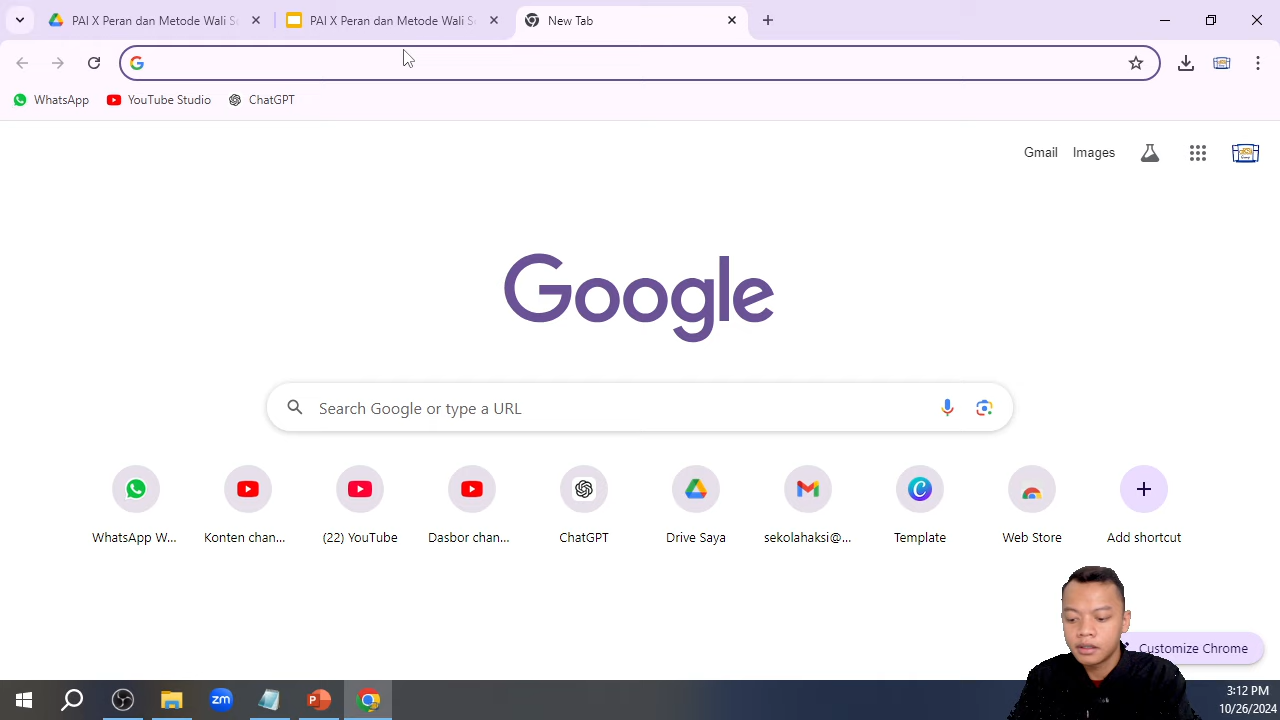 PAI X Peran dan Metode Wali S
PAI X Peran dan Metode Wali S
New Tab
WhatsApp
YouTube Studio
ChatGPT
Gmail
Images
Google
Search Google or type a URL
WhatsApp W...
Konten chan...
(22) YouTube
Dasbor chan...
ChatGPT
Drive Saya
sekolahaksi@...
Template
Web Store
Add shortcut
Customize Chrome
zm
3:12 PM
10/26/2024